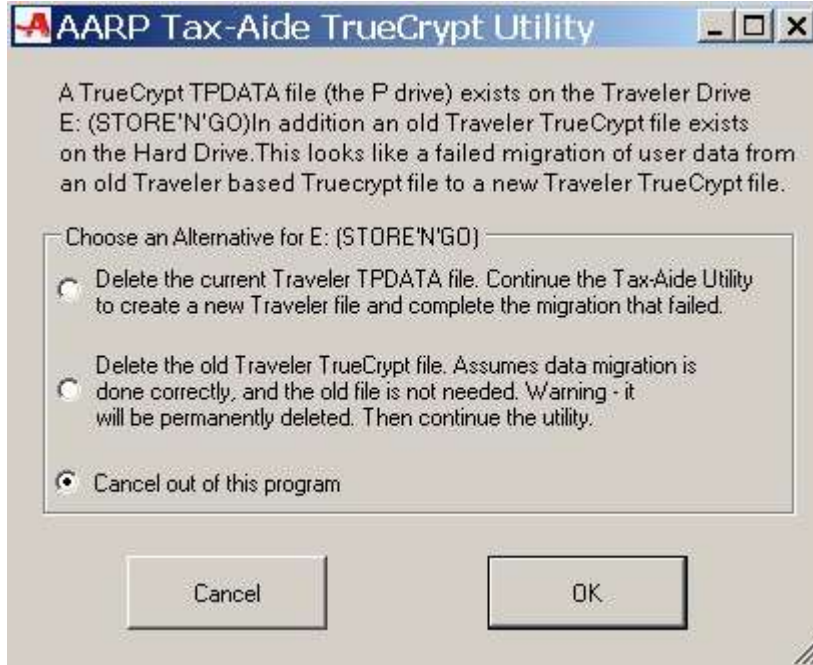 AARP Tax-Aide TrueCrypt Utility
A TrueCrypt TPDATA file (the P drive) exists on the Traveler Drive
E: (STORE'N'GO)In addition an old Traveler TrueCrypt file exists
on the Hard Drive.This looks like a failed migration of user data from
an old Traveler based Truecrypt file to a new Traveler TrueCrypt file.
Choose an Alternative for E: (STORE'N'GO)
Delete the current Traveler TPDATA file. Continue the Tax-Aide Utility
to create a new Traveler file and complete the migration that failed.
Delete the old Traveler TrueCrypt file. Assumes data migration is
done correctly, and the old file is not needed. Warning - it
will be permanently deleted. Then continue the utility.
Cancel out of this program
Cancel
OK